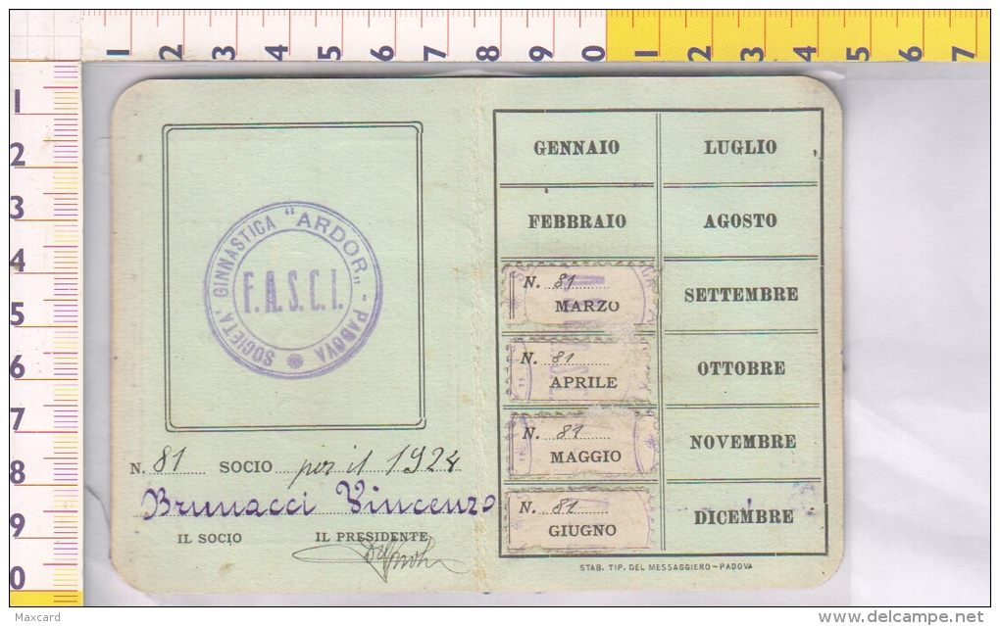 1 2 3 4 5 6 7 8 9 0 1 2 3 4 5 6 7
1
2
3
4
5
6
7
8
9
0
SOCIETA' GINNASTICA "ARDOR" - PADOVA
F.A.S.C.I.
N. 81 SOCIO per il 1924
Brunacci Vincenzo
IL SOCIO IL PRESIDENTE
GENNAIO LUGLIO
FEBBRAIO AGOSTO
N. 81
MARZO SETTEMBRE
N. 81
APRILE OTTOBRE
N. 81
MAGGIO NOVEMBRE
N. 81
GIUGNO DICEMBRE
STAB. TIP. DEL MESSAGGERO - PADOVA
Maxcard
delcampe.net